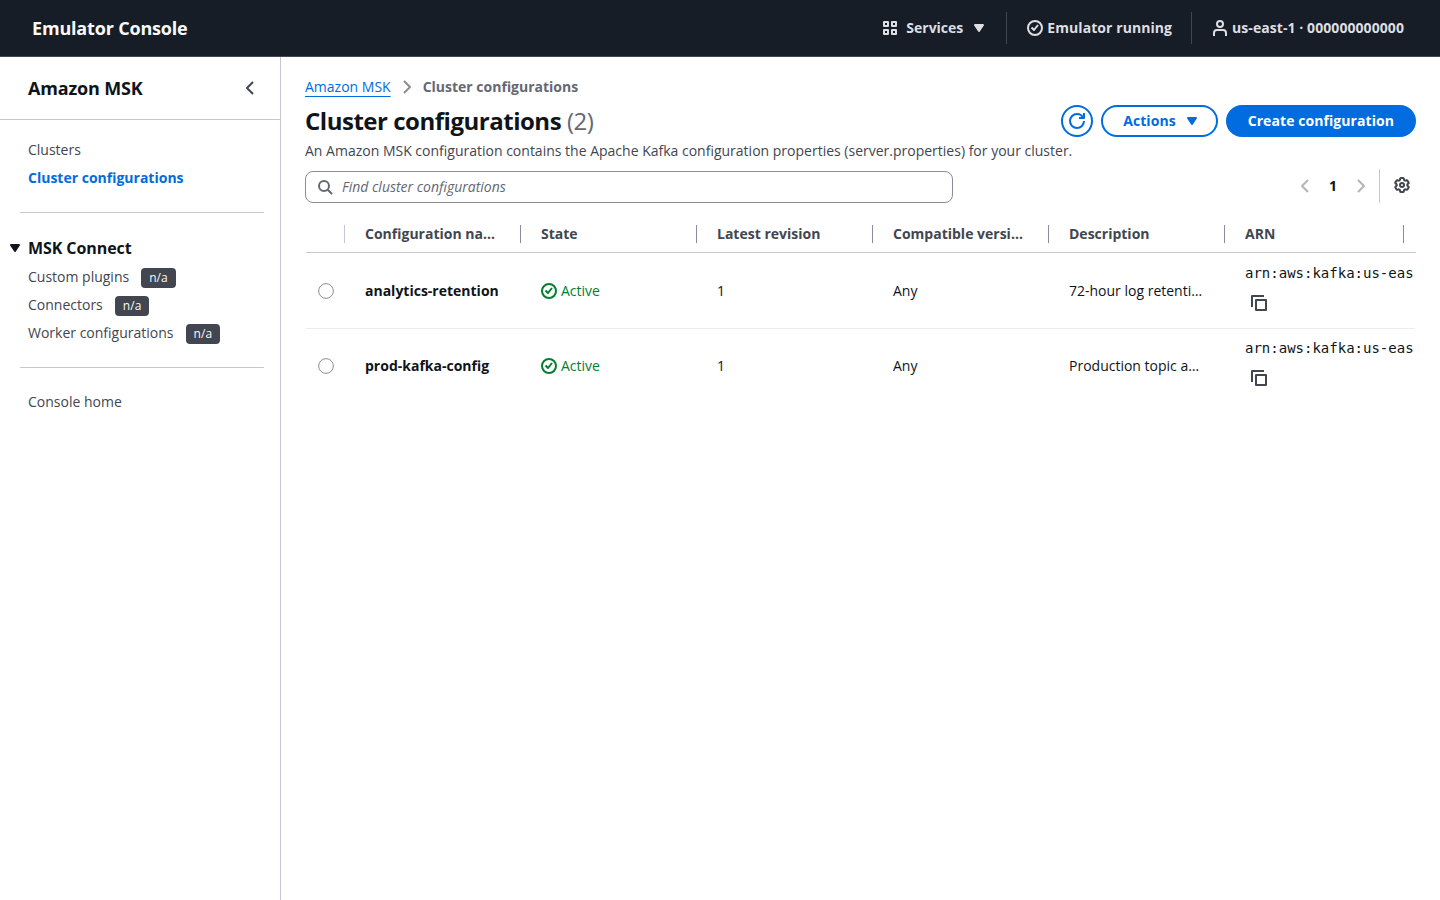 Emulator Console
Services
Emulator running
us-east-1 · 000000000000
Amazon MSK
Clusters
Cluster configurations
MSK Connect
Custom plugins n/a
Connectors n/a
Worker configurations n/a
Console home
Amazon MSK
Cluster configurations
Cluster configurations (2)
Actions
Create configuration
An Amazon MSK configuration contains the Apache Kafka configuration properties (server.properties) for your cluster.
Find cluster configurations
1
Configuration na... State Latest revision Compatible versi... Description ARN
analytics-retention Active 1 Any 72-hour log retenti... arn:aws:kafka:us-eas
prod-kafka-config Active 1 Any Production topic a... arn:aws:kafka:us-eas